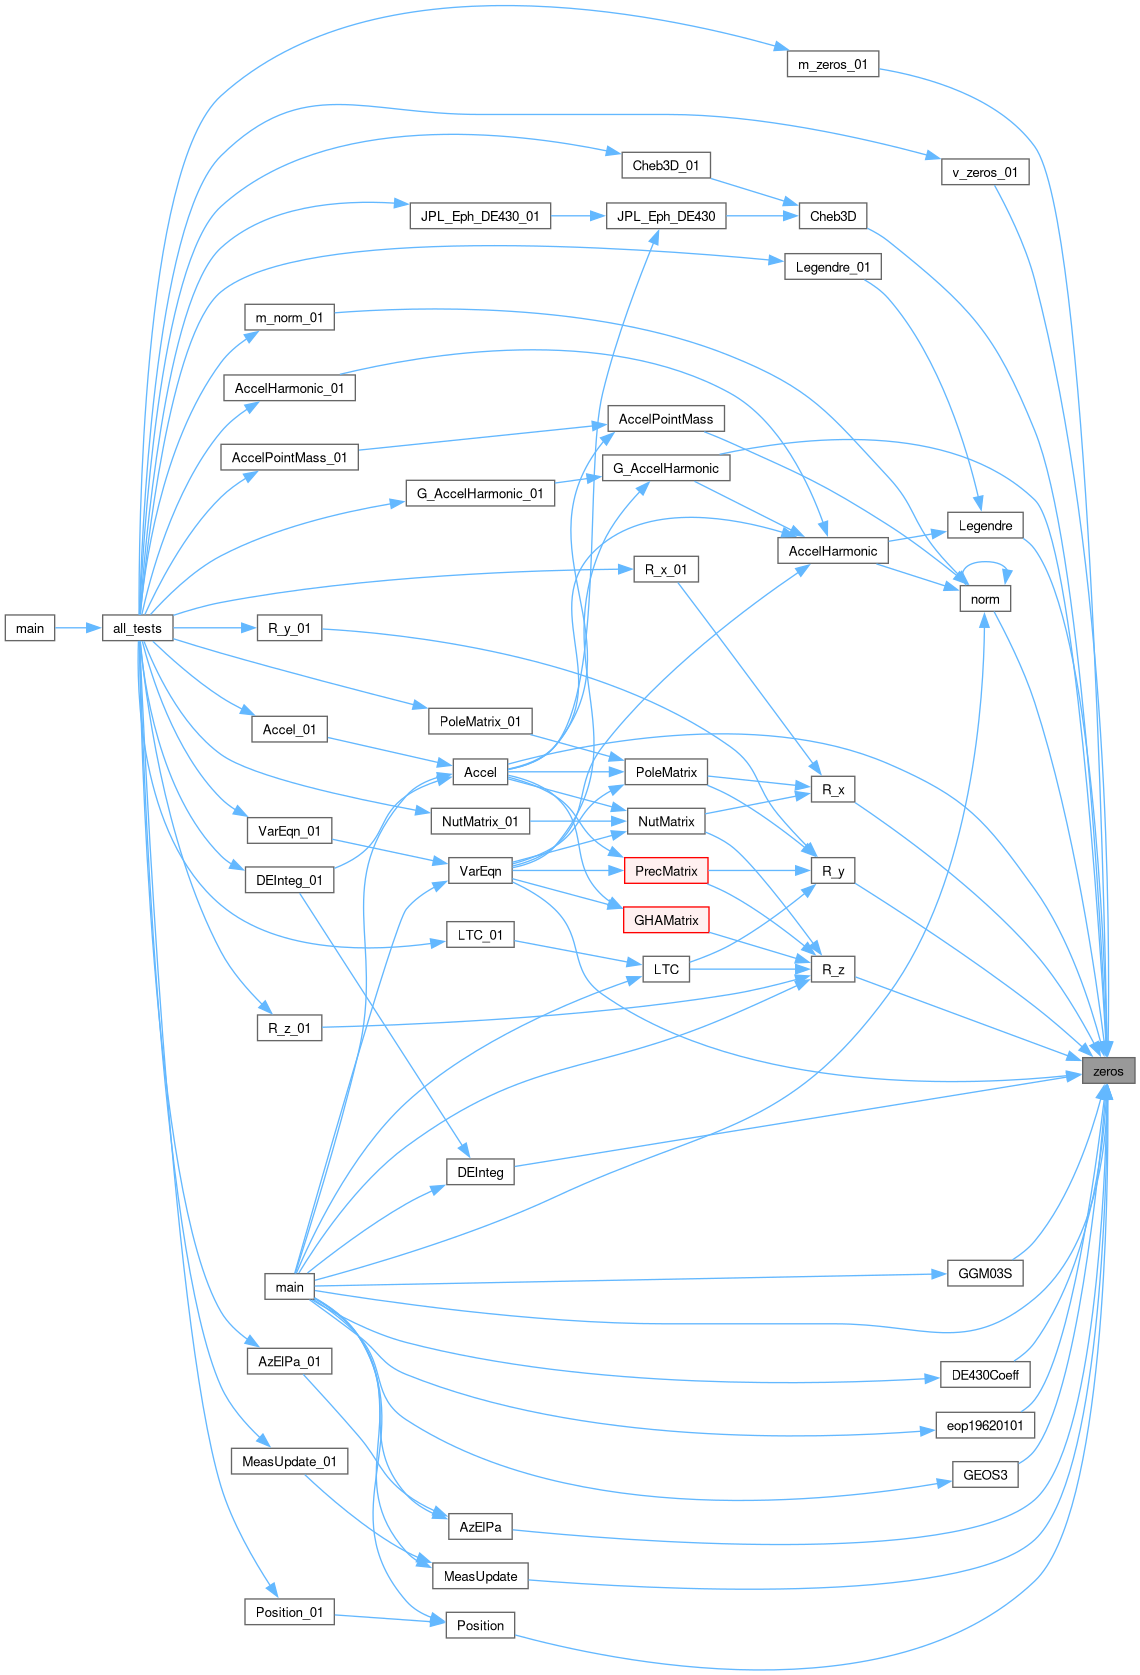 m_zeros_01
v_zeros_01
Cheb3D_01
JPL_Eph_DE430_01
JPL_Eph_DE430
Cheb3D
Legendre_01
m_norm_01
AccelHarmonic_01
AccelPointMass
AccelPointMass_01
G_AccelHarmonic
G_AccelHarmonic_01
Legendre
AccelHarmonic
R_x_01
norm
main
all_tests
R_y_01
PoleMatrix_01
Accel_01
Accel
PoleMatrix
R_x
NutMatrix_01
NutMatrix
VarEqn_01
VarEqn
PrecMatrix
R_y
DEInteg_01
GHAMatrix
LTC_01
LTC
R_z
R_z_01
zeros
DEInteg
main
GGM03S
AzElPa_01
DE430Coeff
eop19620101
MeasUpdate_01
GEOS3
AzElPa
MeasUpdate
Position_01
Position